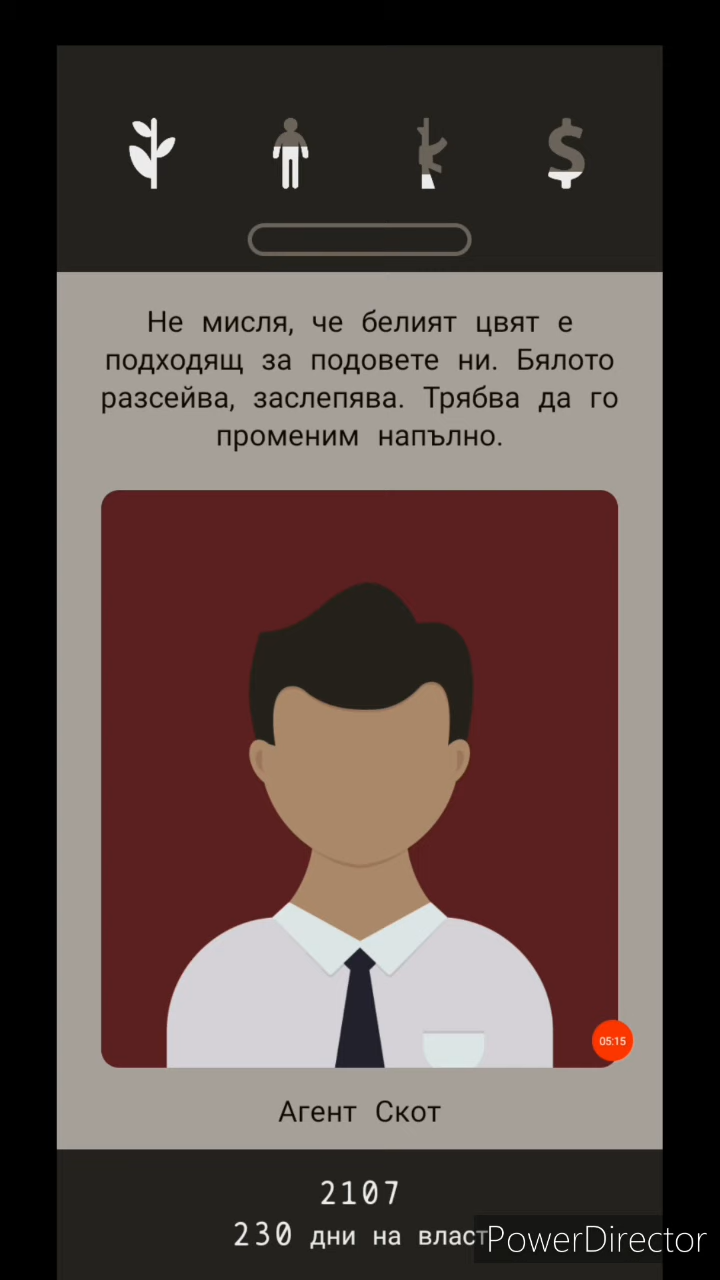 Не мисля, че белият цвят е
подходящ за подовете ни. Бялото
разсейва, заслепява. Трябва да го
променим напълно.
05:15
Агент Скот
2107
230 дни на власт
PowerDirector